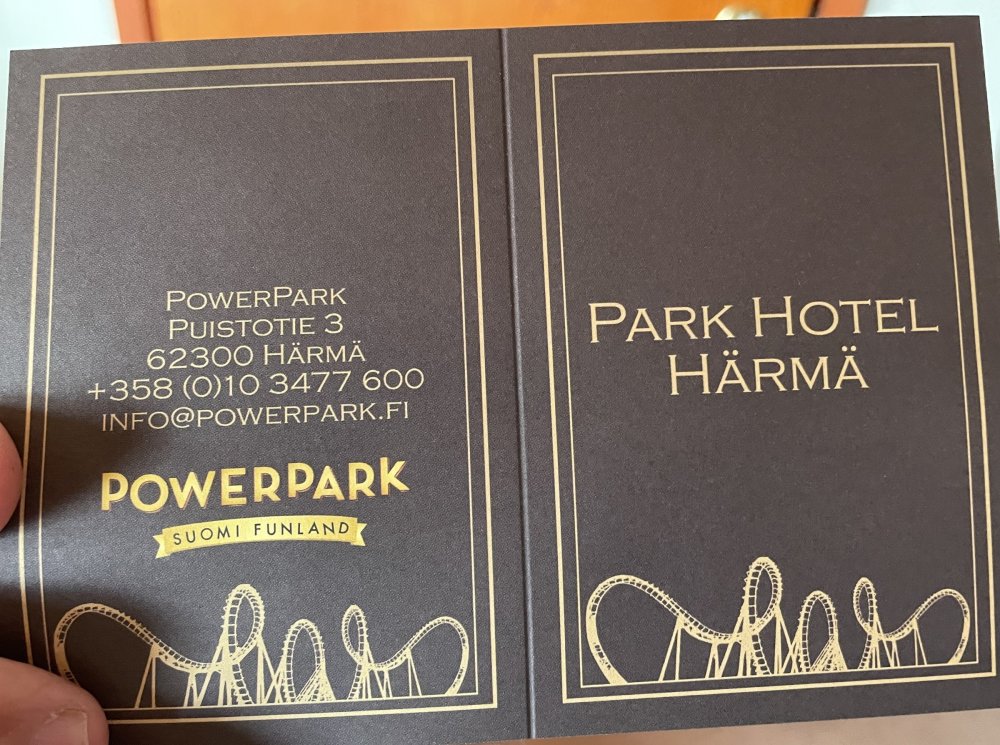 PowerPark
Puistotie 3
62300 Härmä
+358 (0)10 3477 600
info@powerpark.fi
POWERPARK
SUOMI FUNLAND
Park Hotel
Härmä